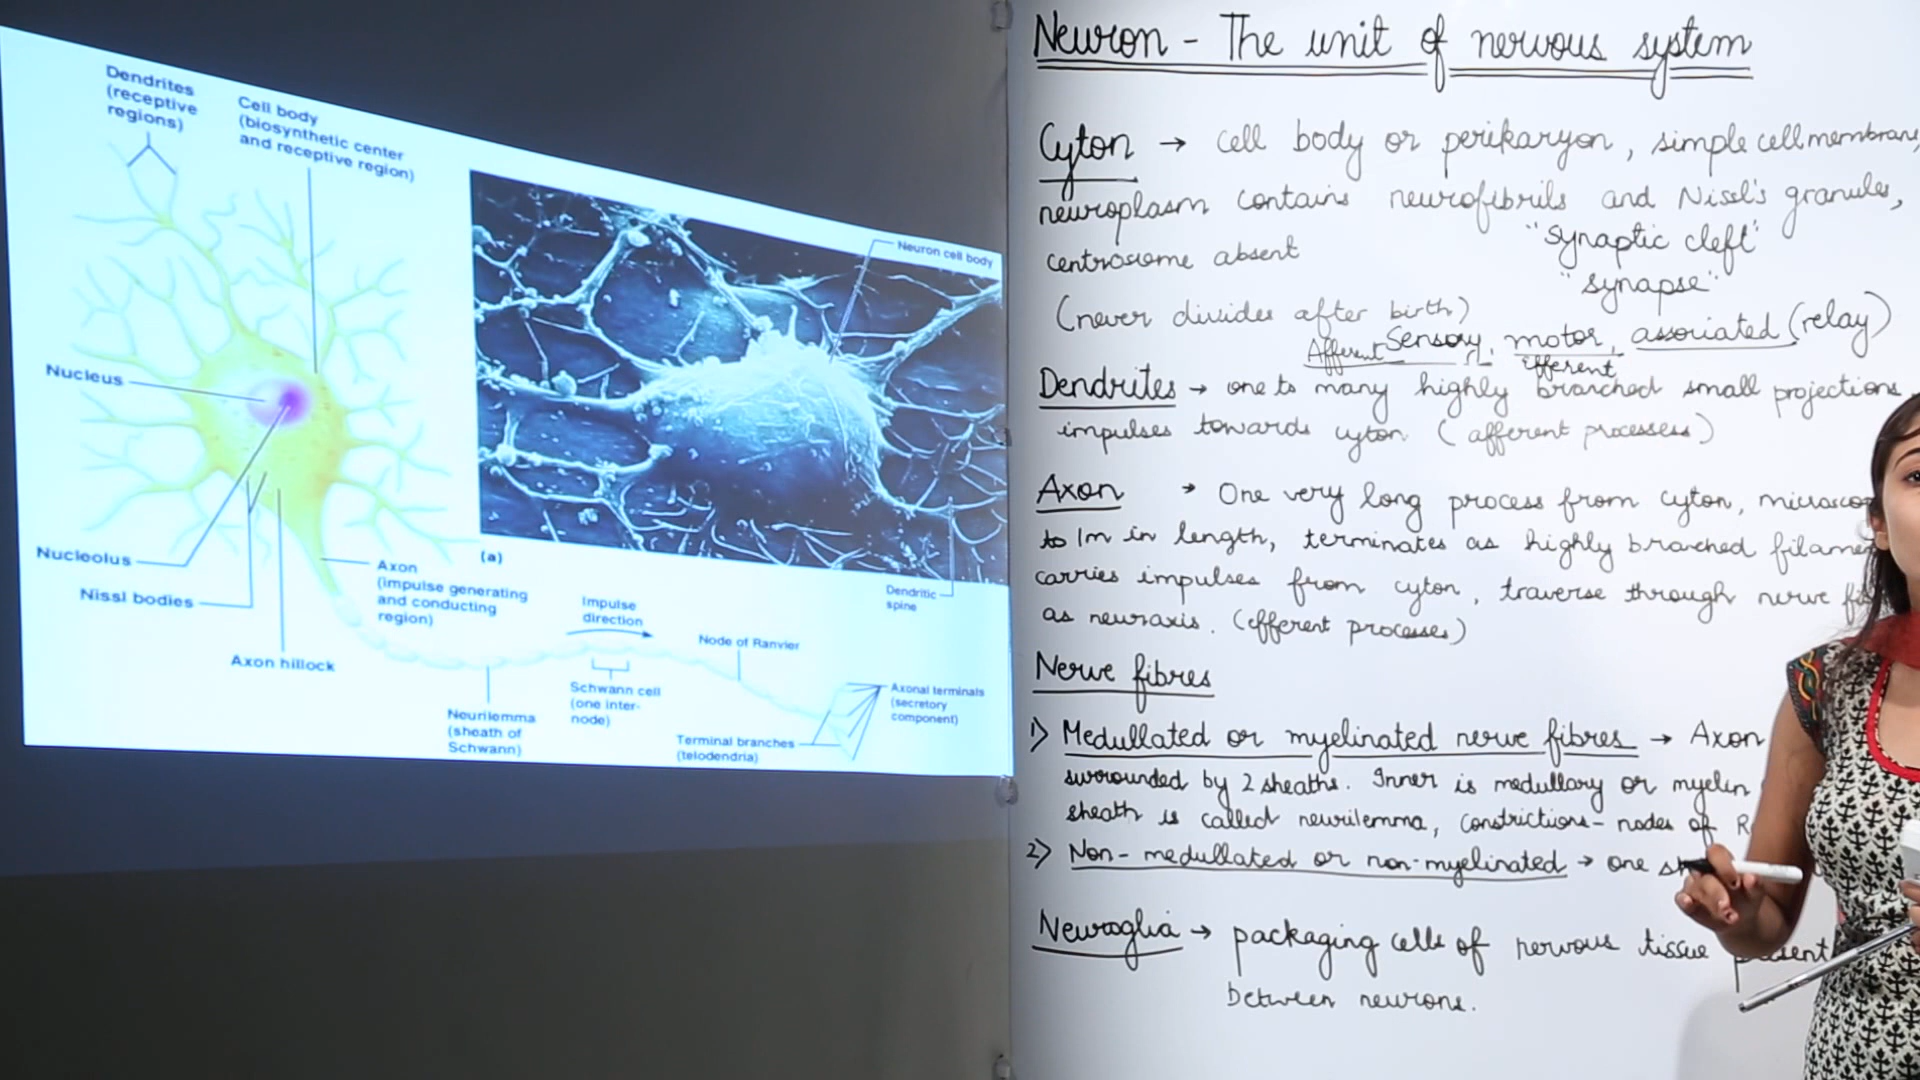 Dendrites
(receptive
regions)
Cell body
(biosynthetic center
and receptive region)
Neuron cell body
Nucleus
Nucleolus
Nissl bodies
Axon hillock
(a)
Axon
(impulse generating
and conducting
region)
Dendritic
spine
Impulse
direction
Node of Ranvier
Schwann cell
(one inter-
node)
Neurilemma
(sheath of
Schwann)
Axonal terminals
(secretory
component)
Terminal branches
(telodendria)
Neuron - The unit of nervous system
Cyton → cell body or perikaryon, simple cell membrane,
neuroplasm contains neurofibrils and Nissl's granules,
centrosome absent
"synaptic cleft"
"synapse"
(never divides after birth)
Sensory, motor, associated (relay)
Afferent Efferent
Dendrites → one to many highly branched small projections,
impulses towards cyton (afferent processess)
Axon → One very long process from cyton,
to 1m in length, terminates as highly branched
carries impulses from cyton, traverse through nerve
as neuraxis. (efferent processes)
Nerve fibres
1) Medullated or myelinated nerve fibres → Axon
surrounded by 2 sheaths. Inner is medullary or myelin
sheath is called neurilemma, constrictions - nodes of
2) Non-medullated or non-myelinated → one
Neuroglia → packaging cells of nervous tissue present
between neurons.